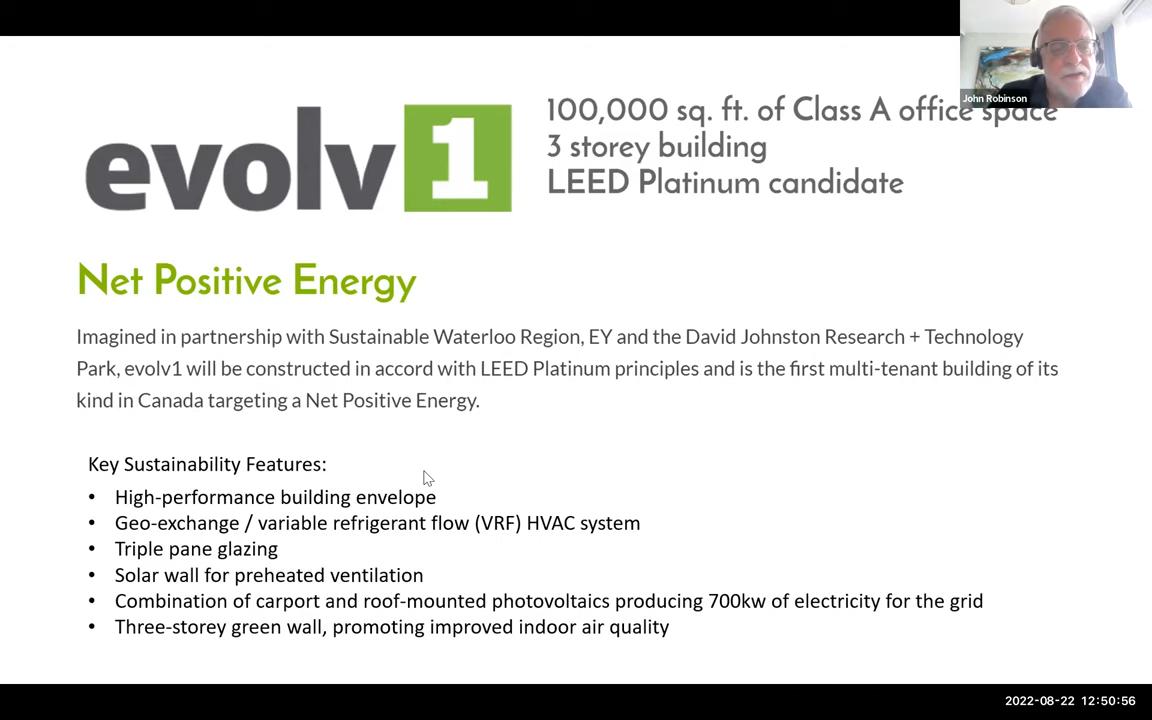 John Robinson
evolv1
100,000 sq. ft. of Class A office space
3 storey building
LEED Platinum candidate
Net Positive Energy
Imagined in partnership with Sustainable Waterloo Region, EY and the David Johnston Research + Technology
Park, evolv1 will be constructed in accord with LEED Platinum principles and is the first multi-tenant building of its
kind in Canada targeting a Net Positive Energy.
Key Sustainability Features:
• High-performance building envelope
• Geo-exchange / variable refrigerant flow (VRF) HVAC system
• Triple pane glazing
• Solar wall for preheated ventilation
• Combination of carport and roof-mounted photovoltaics producing 700kw of electricity for the grid
• Three-storey green wall, promoting improved indoor air quality
2022-08-22 12:50:56